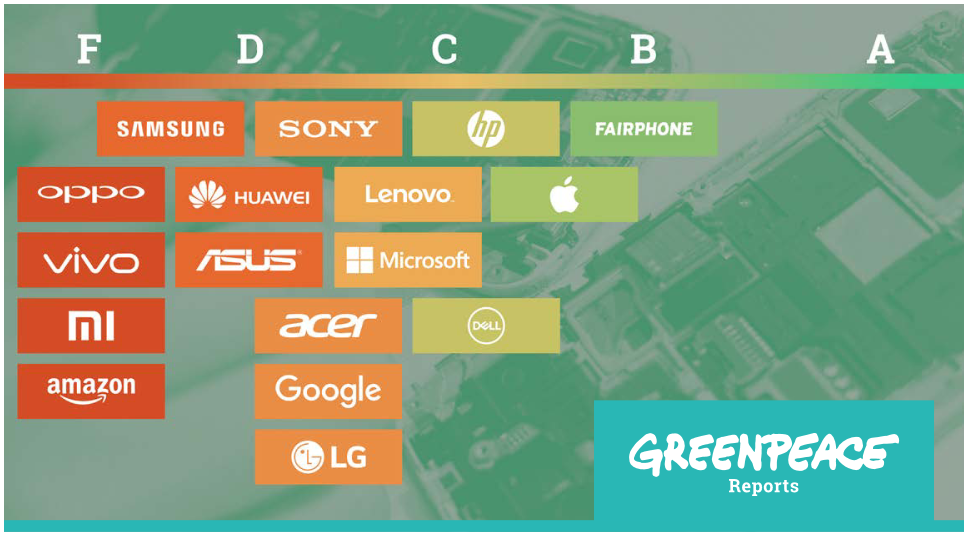 F D C B A
SAMSUNG SONY hp FAIRPHONE
oppo HUAWEI Lenovo
vivo ASUS Microsoft
MI acer DELL
amazon Google
LG
GREENPEACE
Reports